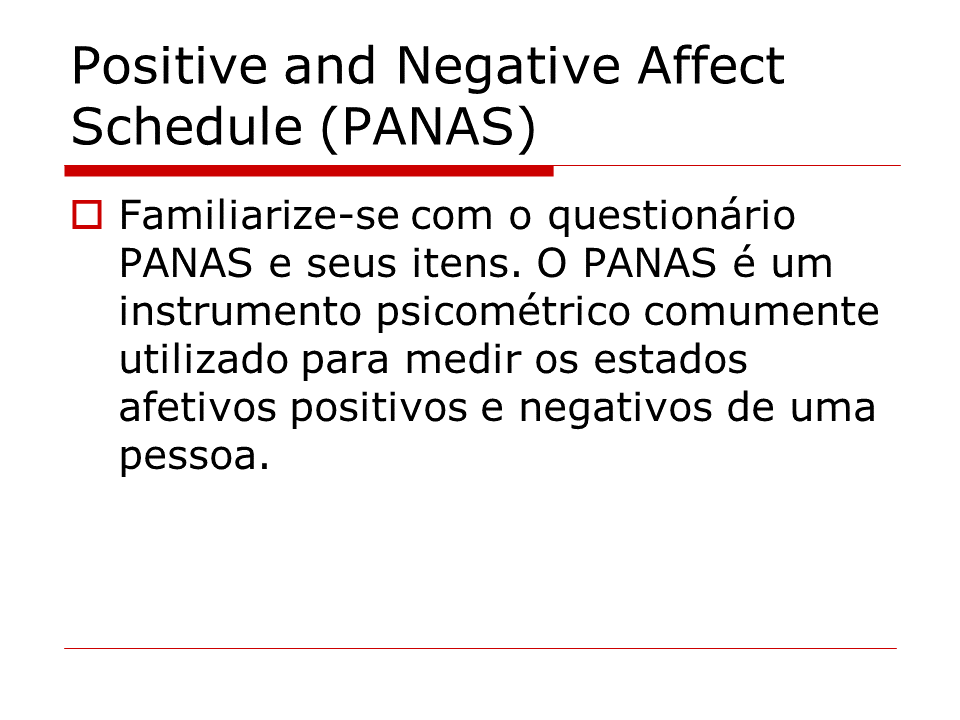 Positive and Negative Affect
Schedule (PANAS)
Familiarize-se com o questionário
PANAS e seus itens. O PANAS é um
instrumento psicométrico comumente
utilizado para medir os estados
afetivos positivos e negativos de uma
pessoa.